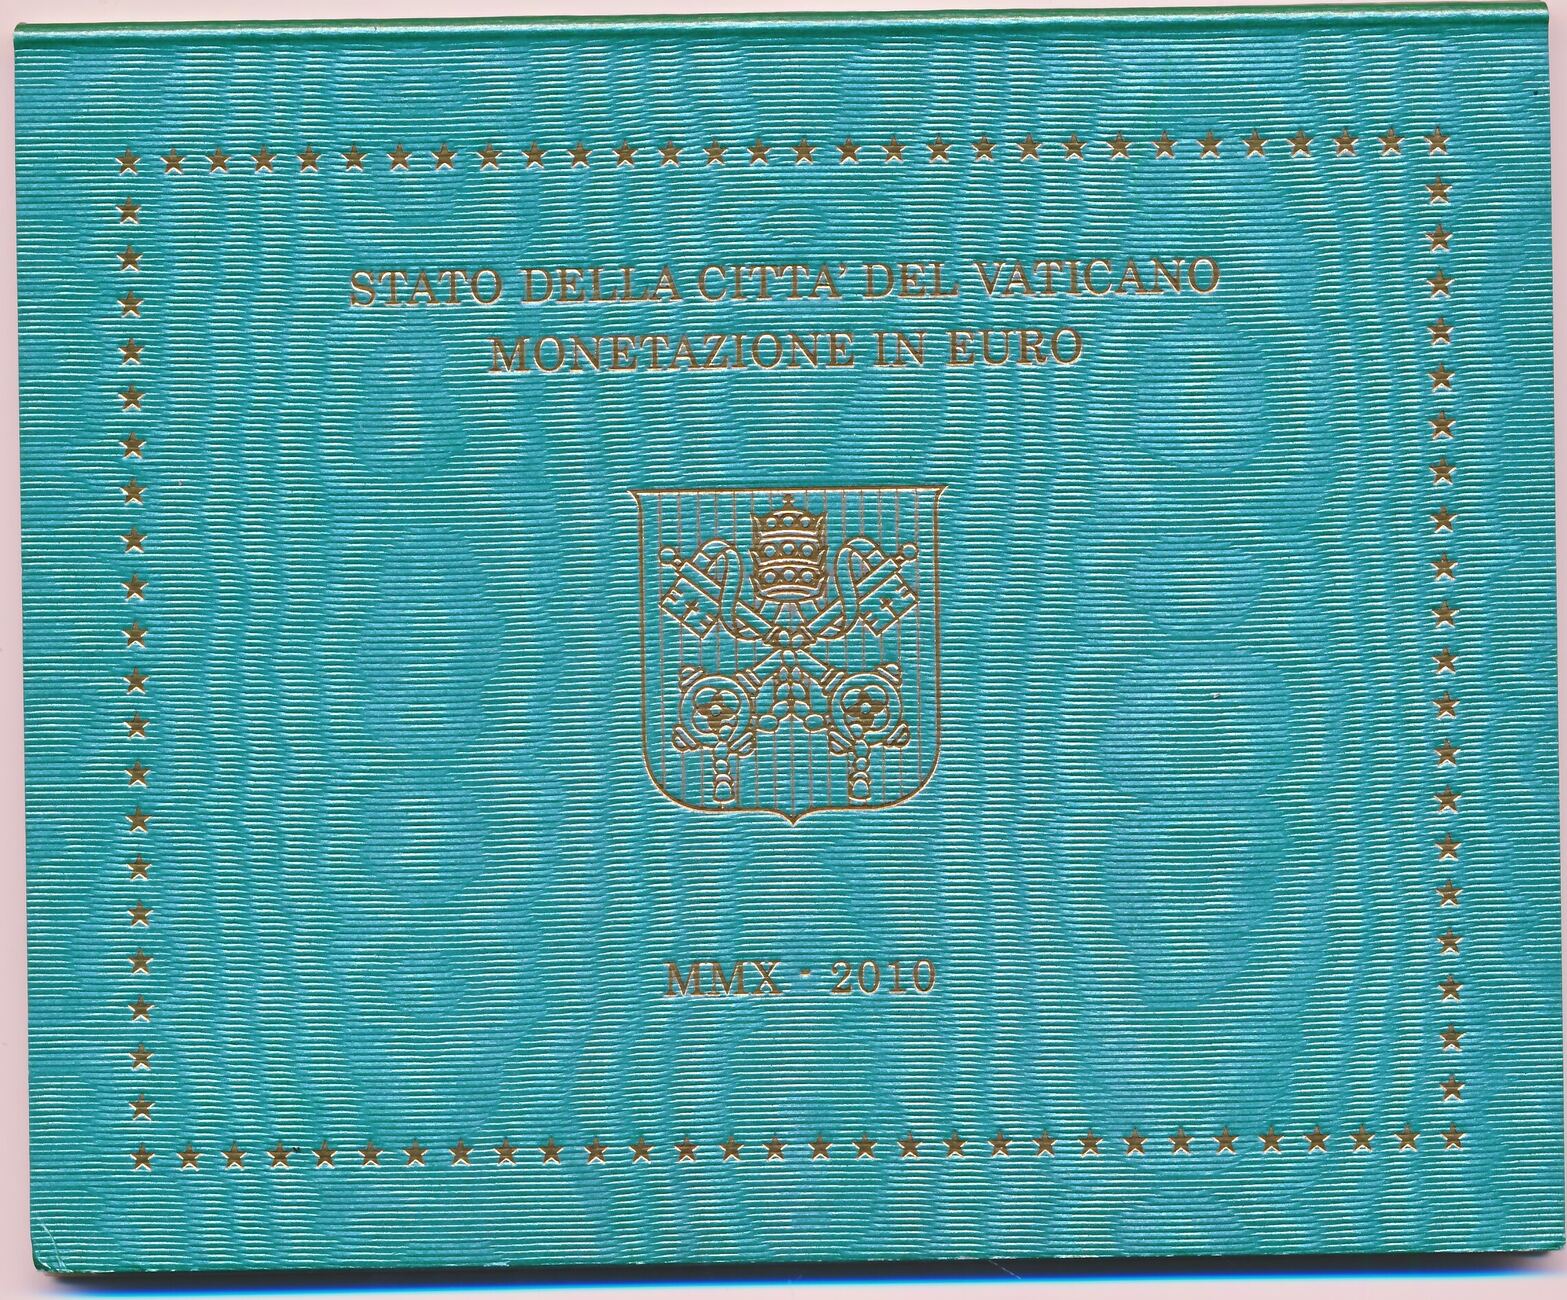 STATO DELLA CITTA' DEL VATICANO
MONETAZIONE IN EURO
MMX - 2010